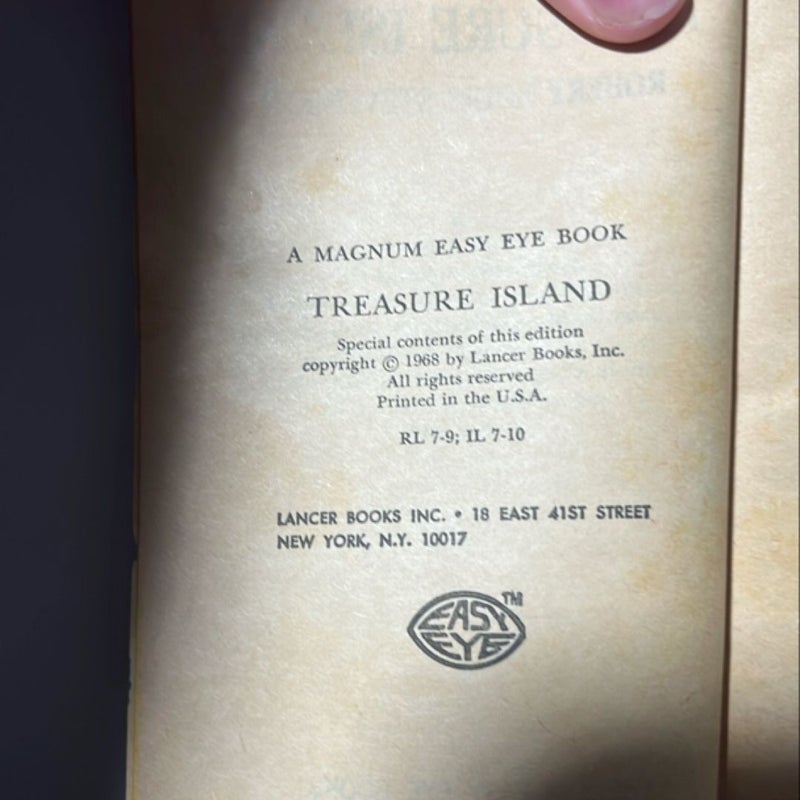 A MAGNUM EASY EYE BOOK
TREASURE ISLAND
Special contents of this edition
copyright © 1968 by Lancer Books, Inc.
All rights reserved
Printed in the U.S.A.
RL 7-9; IL 7-10
LANCER BOOKS INC. • 18 EAST 41ST STREET
NEW YORK, N.Y. 10017
EASY TM
EYE